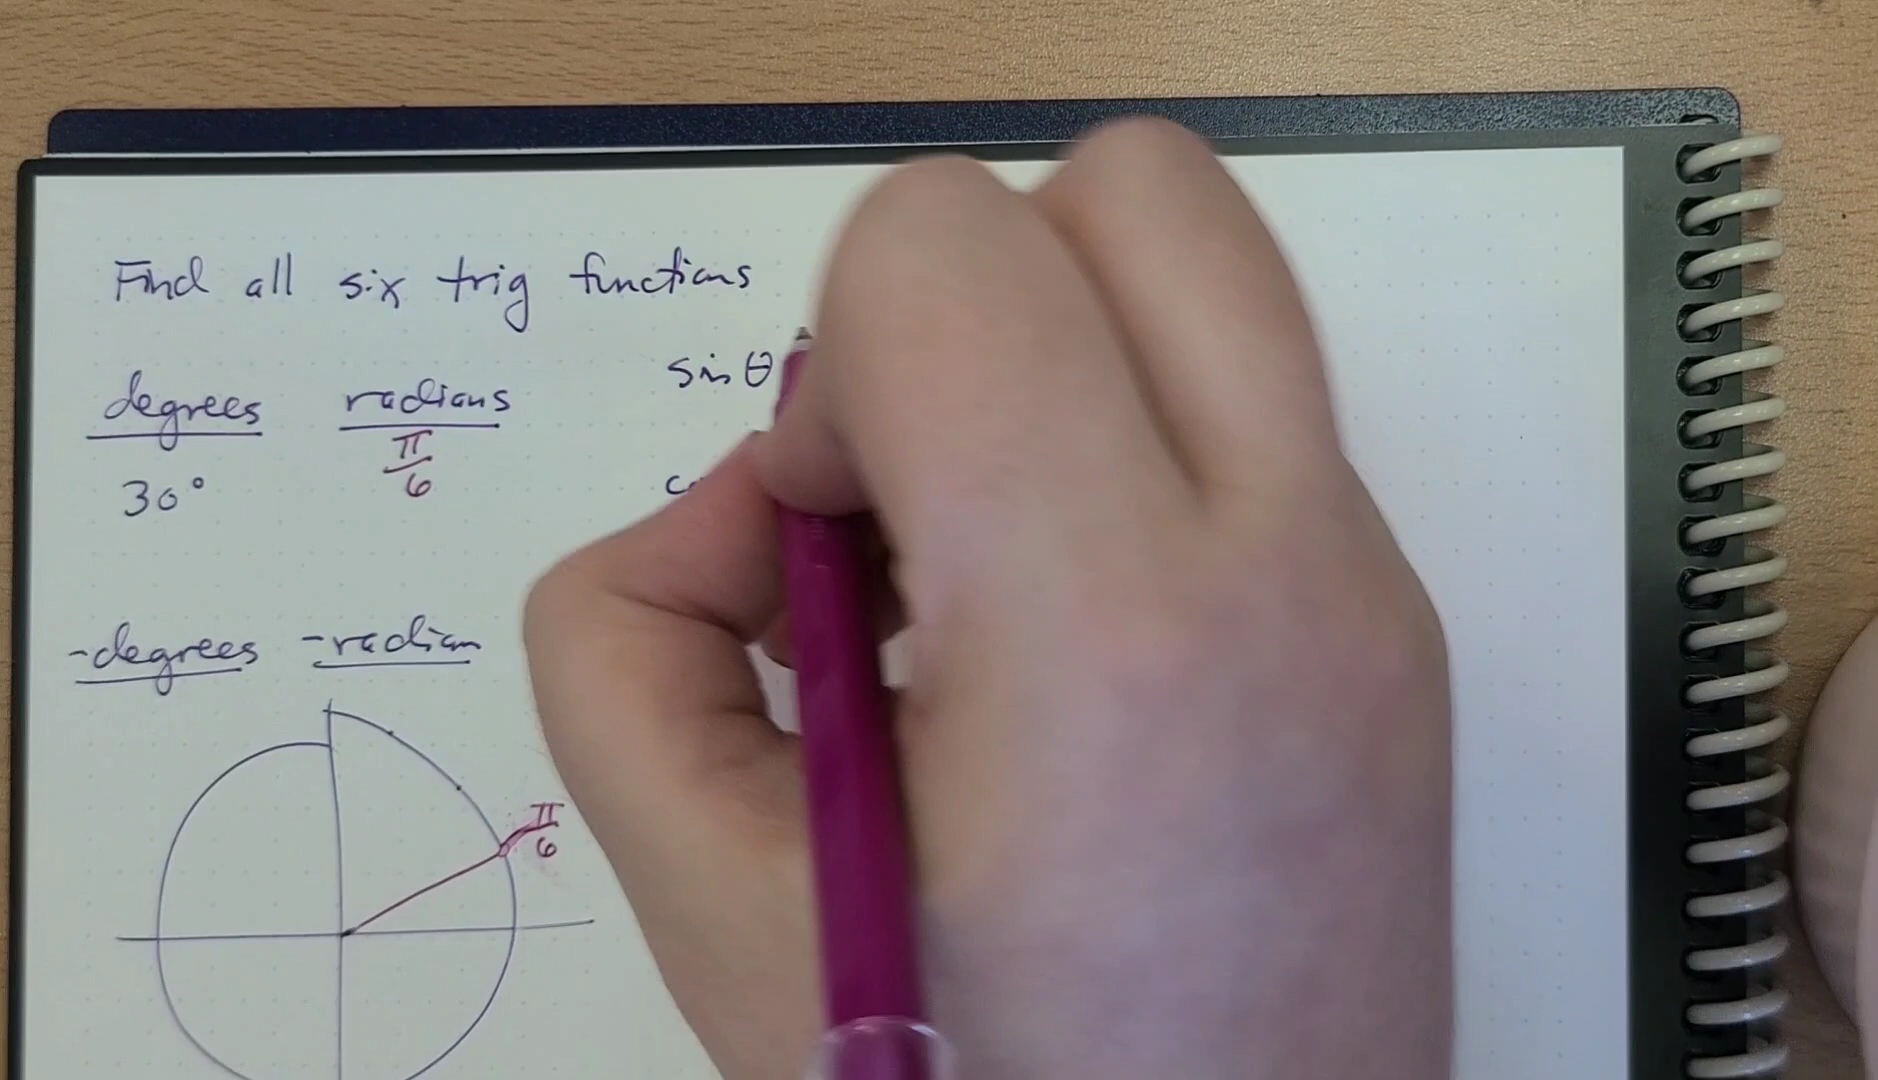 Find all six trig functions
sin θ
degrees radians
π/6
30°
-degrees -radian
π/6